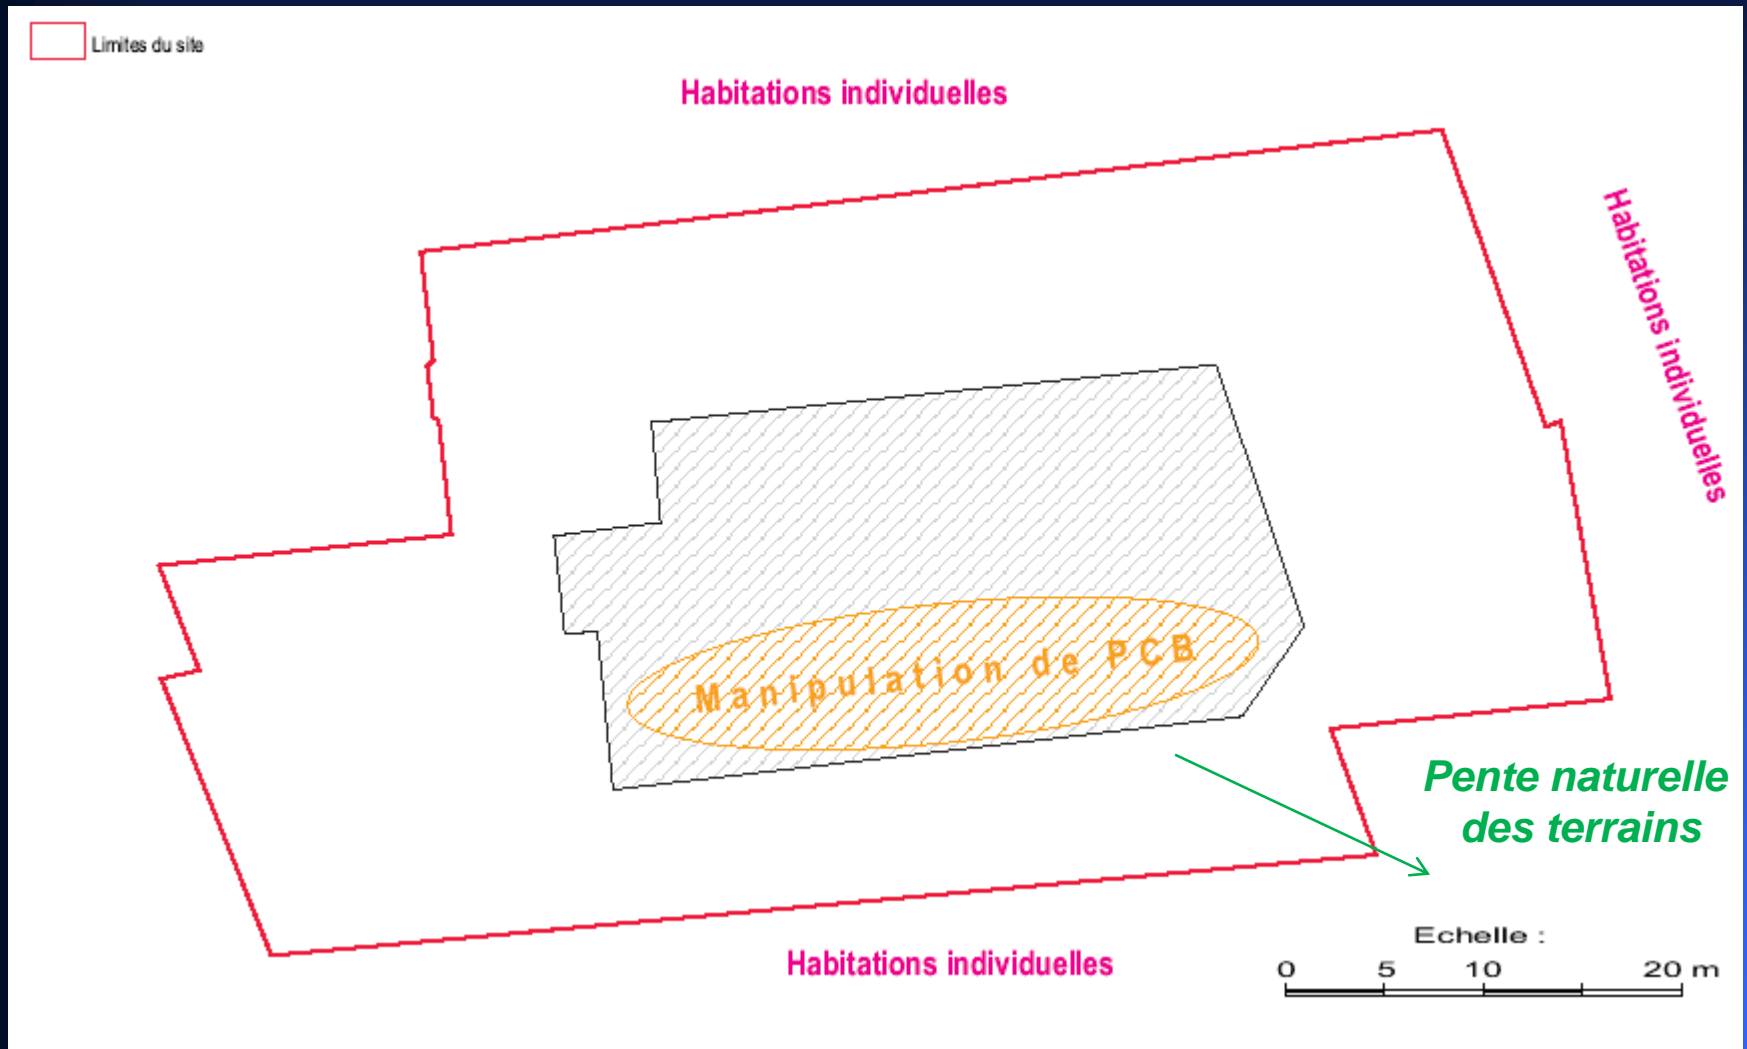 Limites du site
Habitations individuelles
Habitations individuelles
Manipulation de PCB
Pente naturelle
des terrains
Habitations individuelles
Echelle :
0 5 10 20 m